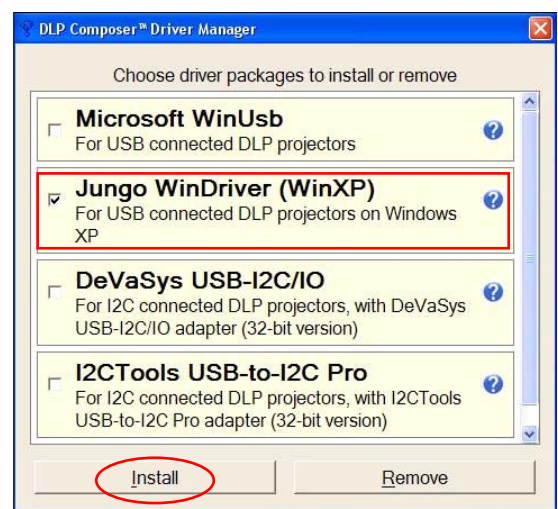 DLP Composer™ Driver Manager
Choose driver packages to install or remove
Microsoft WinUsb
For USB connected DLP projectors
Jungo WinDriver (WinXP)
For USB connected DLP projectors on Windows
XP
DeVaSys USB-I2C/IO
For I2C connected DLP projectors, with DeVaSys
USB-I2C/IO adapter (32-bit version)
I2CTools USB-to-I2C Pro
For I2C connected DLP projectors, with I2CTools
USB-to-I2C Pro adapter (32-bit version)
Install Remove